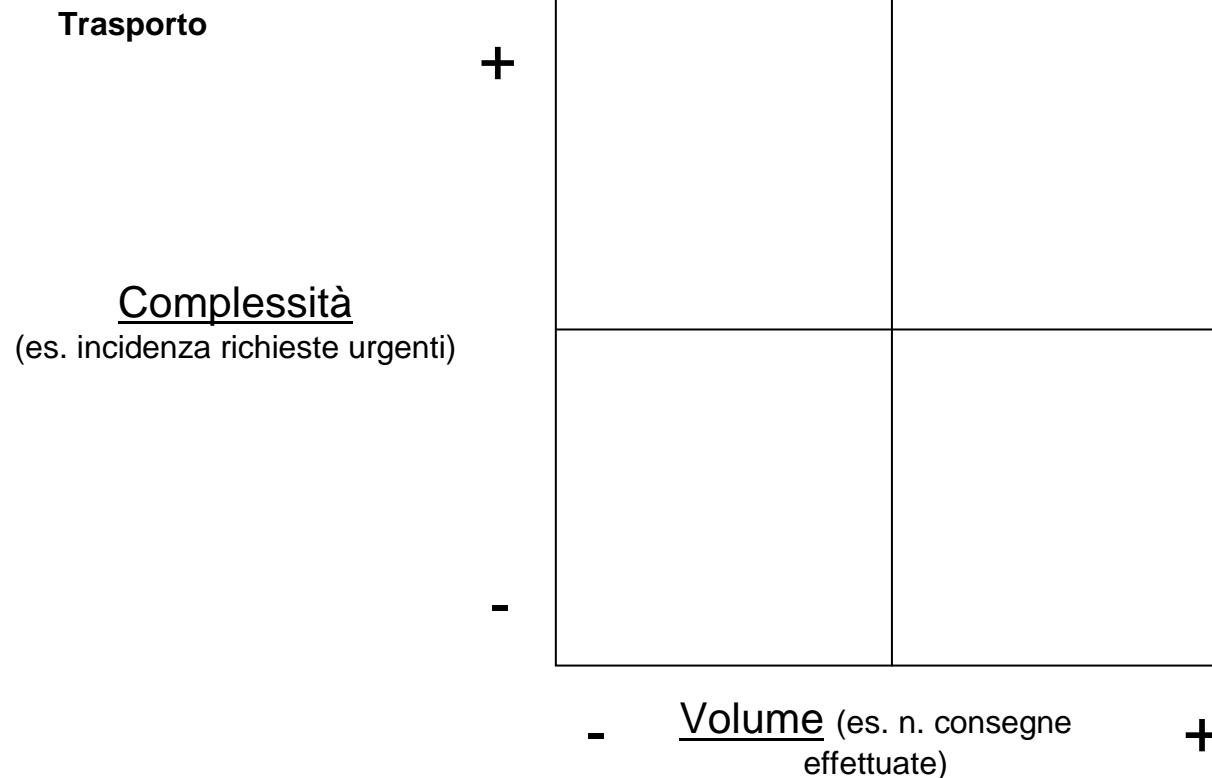 Trasporto
+
Complessità
(es. incidenza richieste urgenti)
-
- Volume (es. n. consegne +
effettuate)